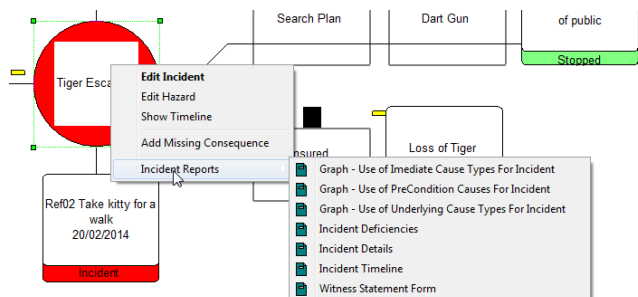 Search Plan
Dart Gun
of public
Stopped
Tiger
Edit Incident
Edit Hazard
Show Timeline
Add Missing Consequence
Incident Reports
Loss of Tiger
Graph - Use of Imediate Cause Types For Incident
Graph - Use of PreCondition Causes For Incident
Graph - Use of Underlying Cause Types For Incident
Incident Deficiencies
Incident Details
Incident Timeline
Witness Statement Form
Ref02 Take kitty for a
walk
20/02/2014
Incident